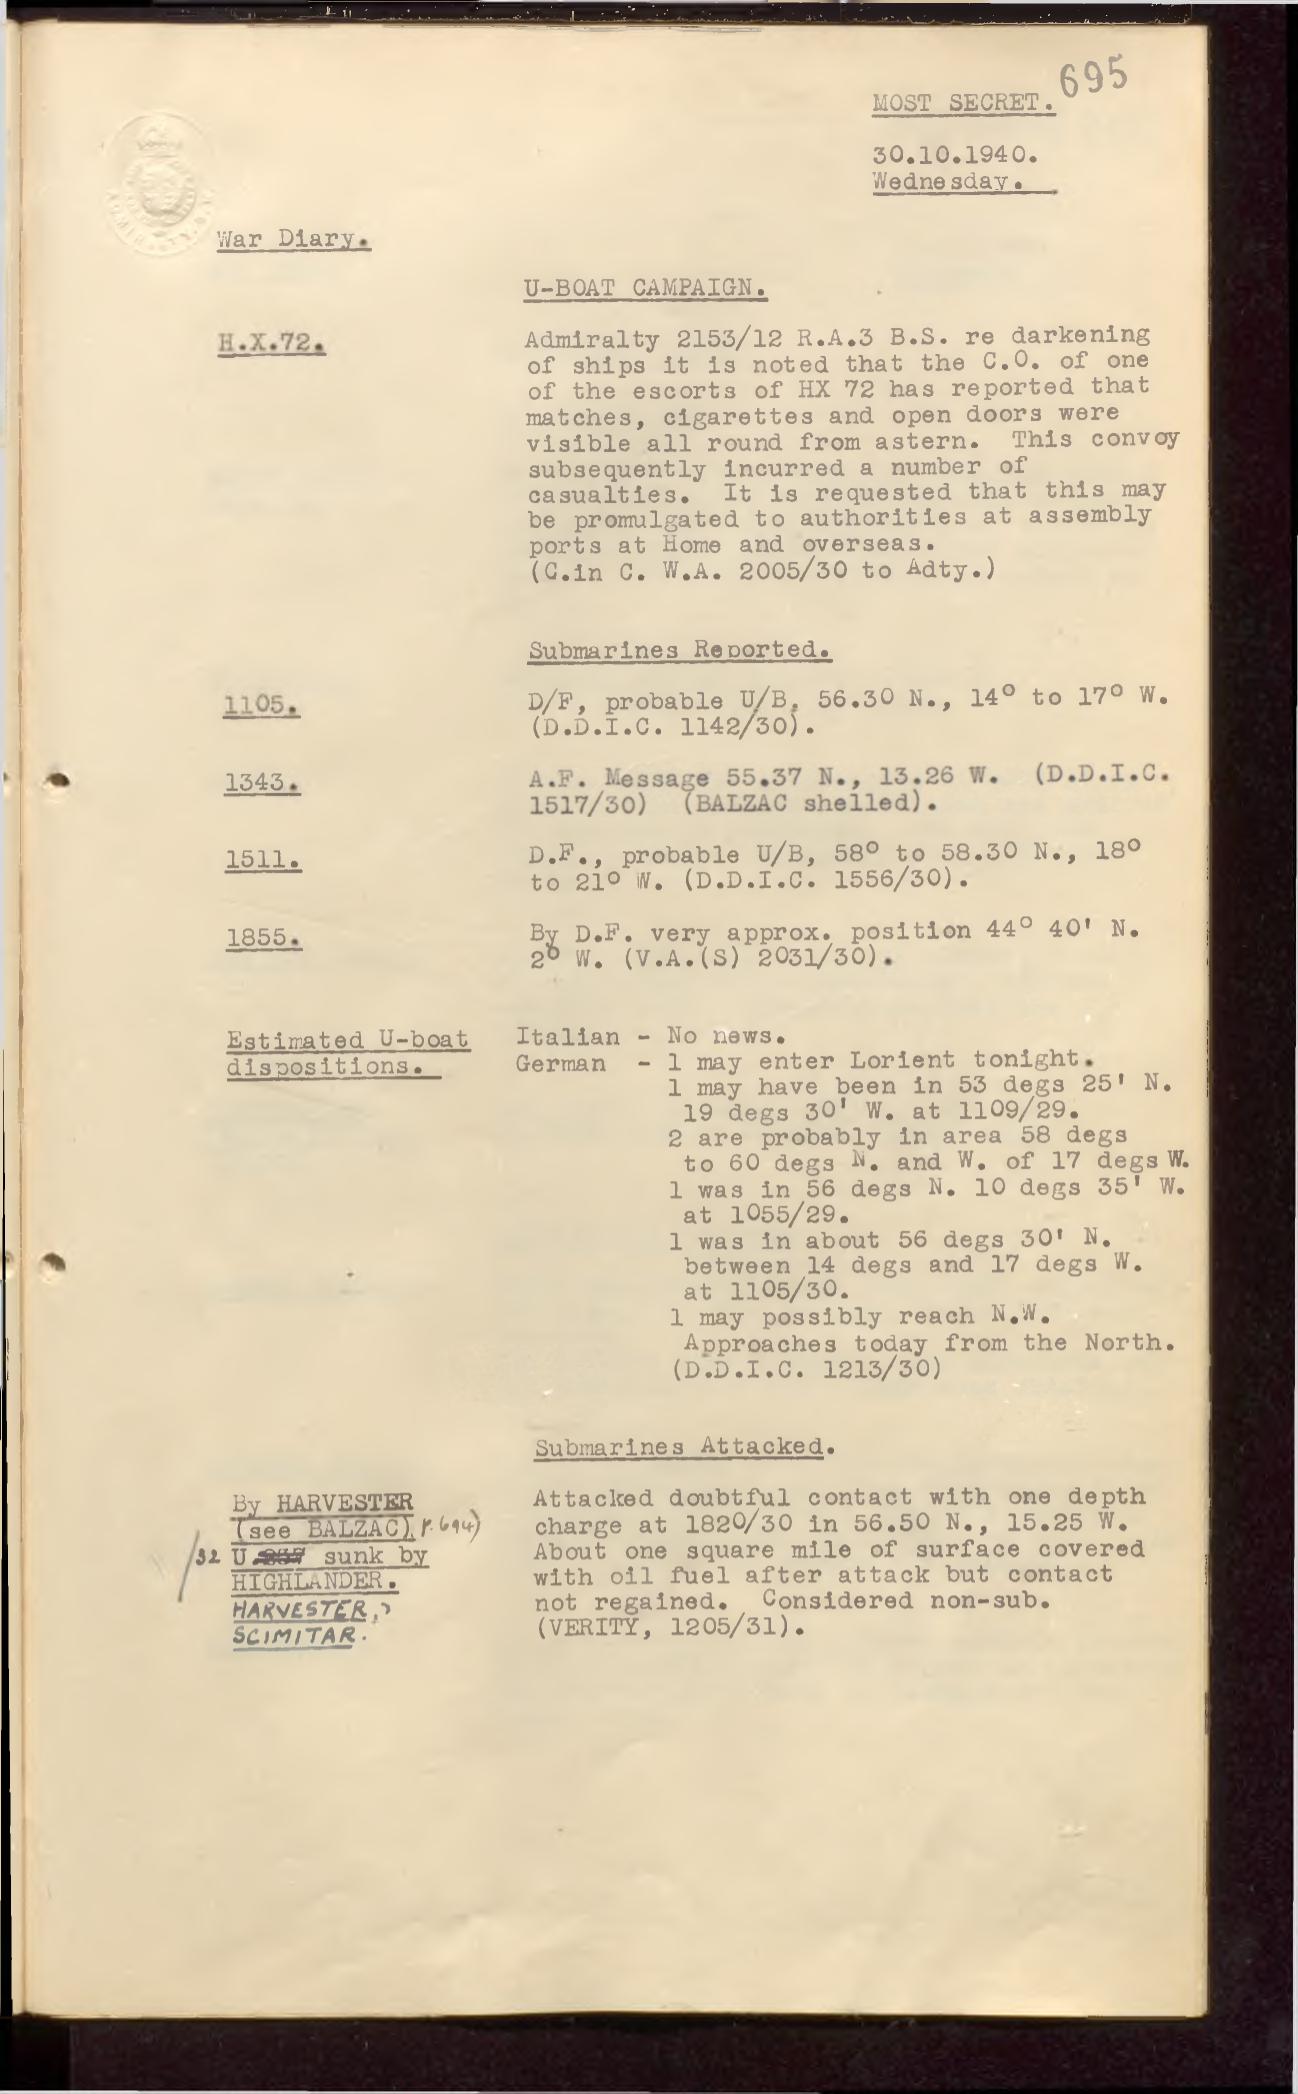 695
MOST SECRET.
30.10.1940.
Wednesday.
War Diary.
U-BOAT CAMPAIGN.
H.X.72.
Admiralty 2153/12 R.A.3 B.S. re darkening
of ships it is noted that the C.O. of one
of the escorts of HX 72 has reported that
matches, cigarettes and open doors were
visible all round from astern. This convoy
subsequently incurred a number of
casualties. It is requested that this may
be promulgated to authorities at assembly
ports at Home and overseas.
(C.in C. W.A. 2005/30 to Adty.)
Submarines Reported.
1105.
D/F, probable U/B, 56.30 N., 14° to 17° W.
(D.D.I.C. 1142/30).
1343.
A.F. Message 55.37 N., 13.26 W. (D.D.I.C.
1517/30) (BALZAC shelled).
1511.
D.F., probable U/B, 58° to 58.30 N., 18°
to 21° W. (D.D.I.C. 1556/30).
1855.
By D.F. very approx. position 44° 40' N.
2° W. (V.A.(S) 2031/30).
Estimated U-boat
dispositions.
Italian - No news.
German - 1 may enter Lorient tonight.
1 may have been in 53 degs 25' N.
19 degs 30' W. at 1109/29.
2 are probably in area 58 degs
to 60 degs N. and W. of 17 degs W.
1 was in 56 degs N. 10 degs 35' W.
at 1055/29.
1 was in about 56 degs 30' N.
between 14 degs and 17 degs W.
at 1105/30.
1 may possibly reach N.W.
Approaches today from the North.
(D.D.I.C. 1213/30)
Submarines Attacked.
By HARVESTER
(see BALZAC) p. 694)
/32 U sunk by
HIGHLANDER.
HARVESTER,
SCIMITAR.
Attacked doubtful contact with one depth
charge at 1820/30 in 56.50 N., 15.25 W.
About one square mile of surface covered
with oil fuel after attack but contact
not regained. Considered non-sub.
(VERITY, 1205/31).